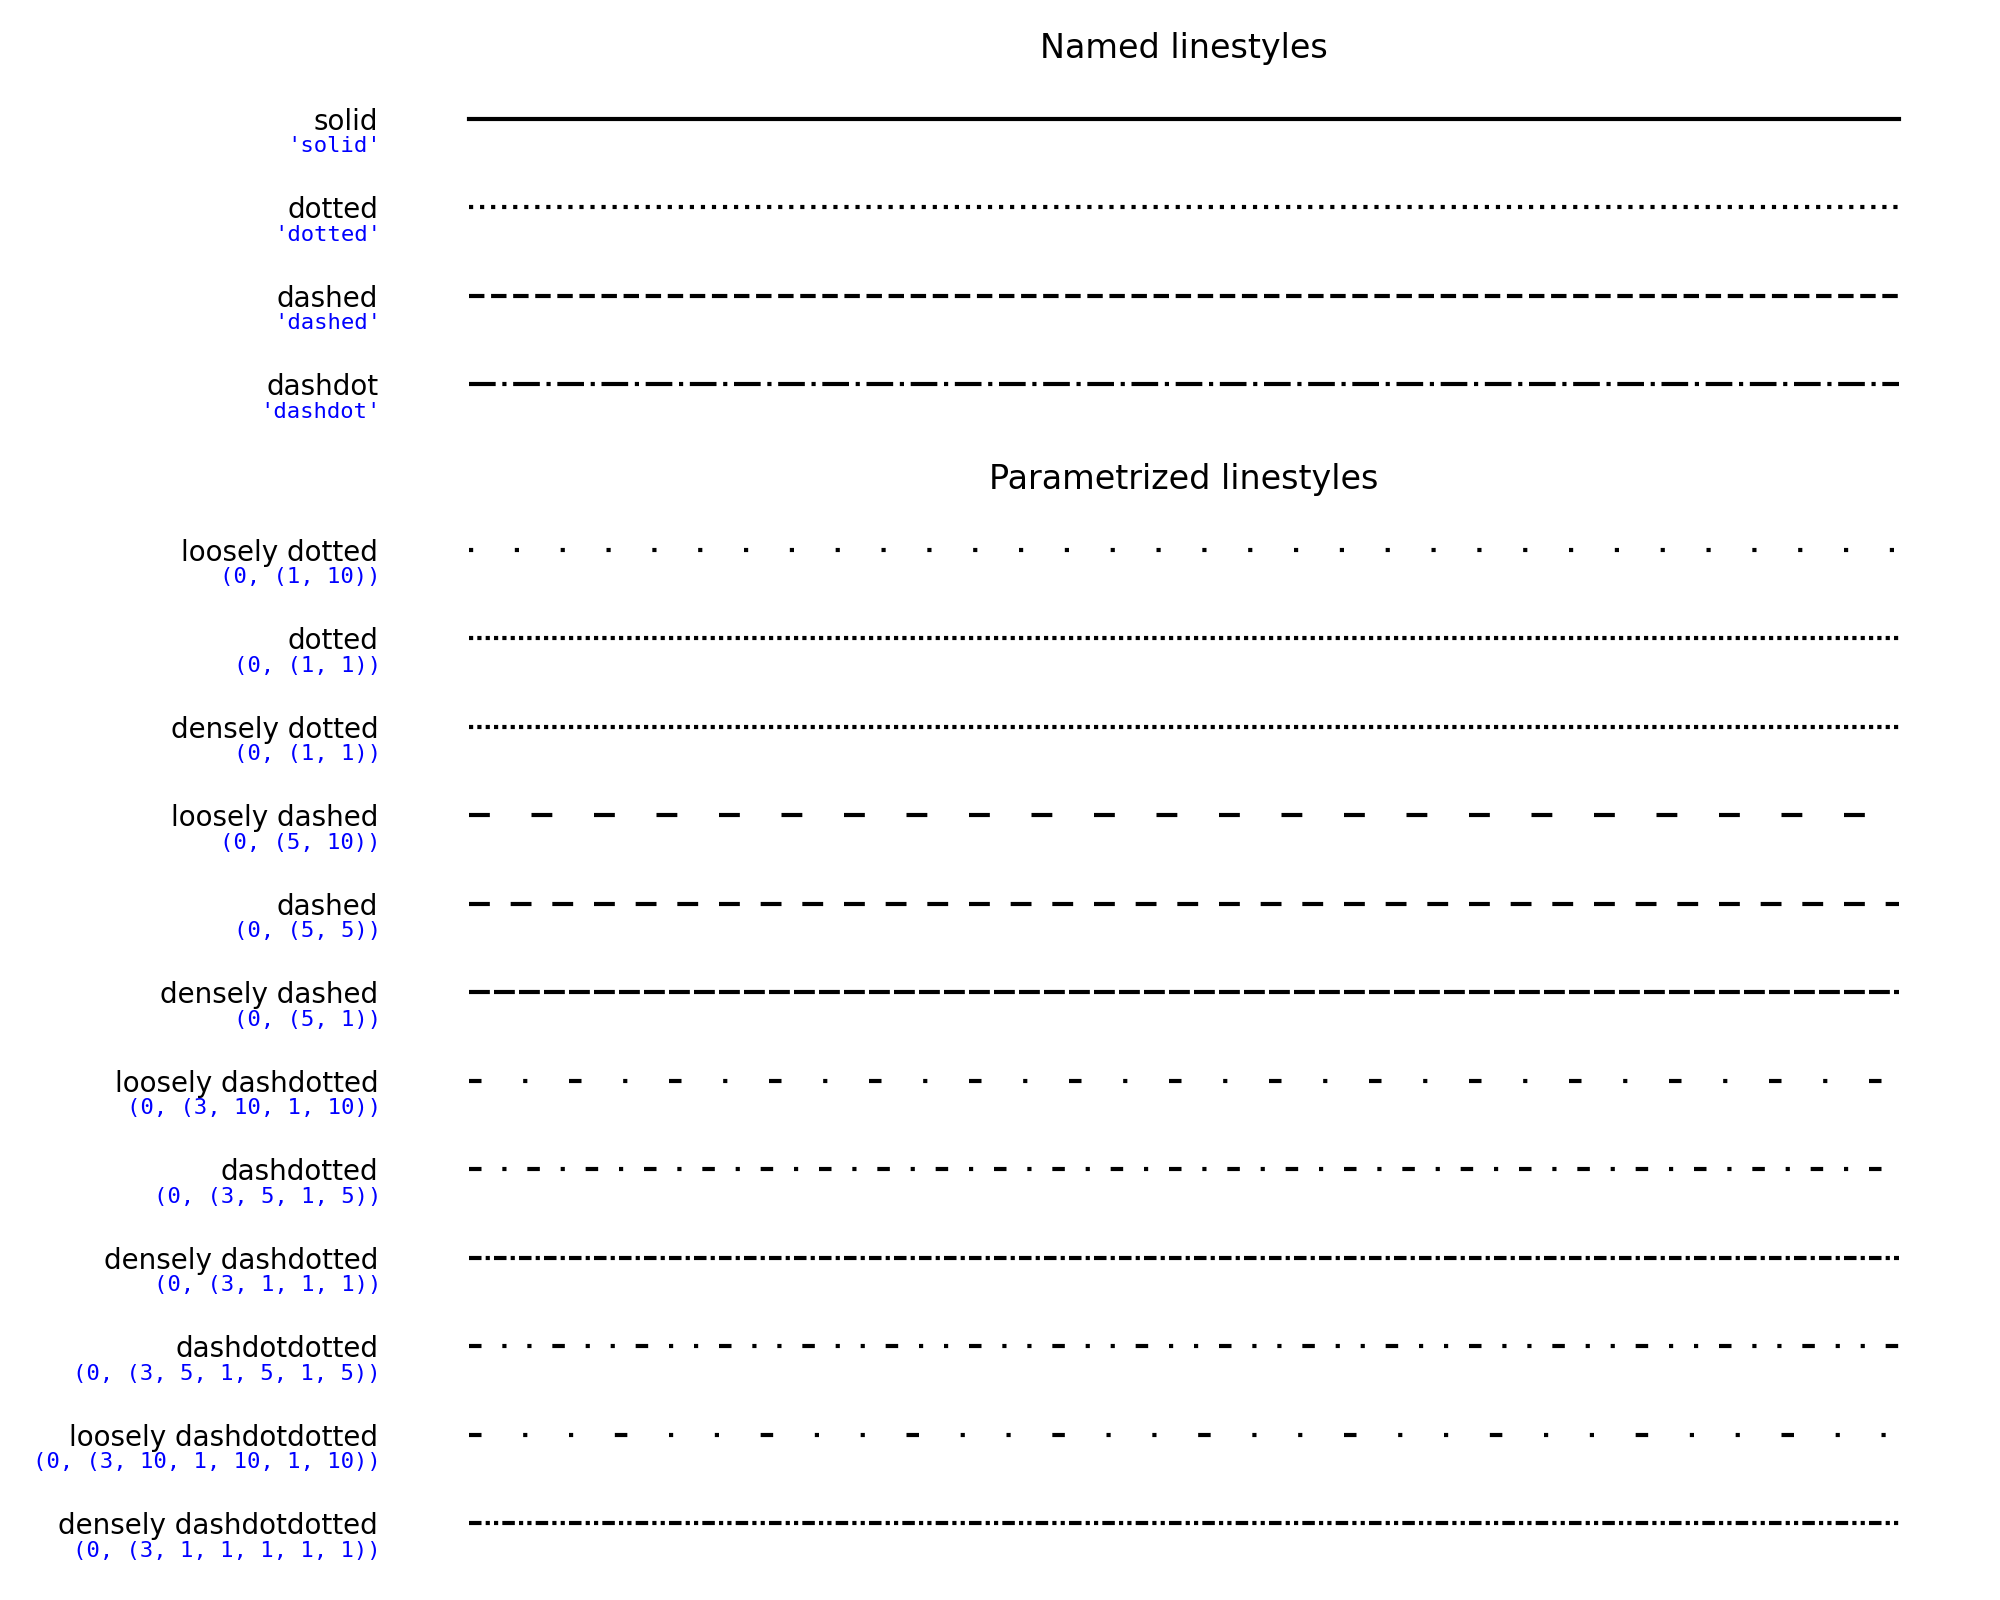 Named linestyles
solid
'solid'
dotted
'dotted'
dashed
'dashed'
dashdot
'dashdot'
Parametrized linestyles
loosely dotted
(0, (1, 10))
dotted
(0, (1, 1))
densely dotted
(0, (1, 1))
loosely dashed
(0, (5, 10))
dashed
(0, (5, 5))
densely dashed
(0, (5, 1))
loosely dashdotted
(0, (3, 10, 1, 10))
dashdotted
(0, (3, 5, 1, 5))
densely dashdotted
(0, (3, 1, 1, 1))
dashdotdotted
(0, (3, 5, 1, 5, 1, 5))
loosely dashdotdotted
(0, (3, 10, 1, 10, 1, 10))
densely dashdotdotted
(0, (3, 1, 1, 1, 1, 1))